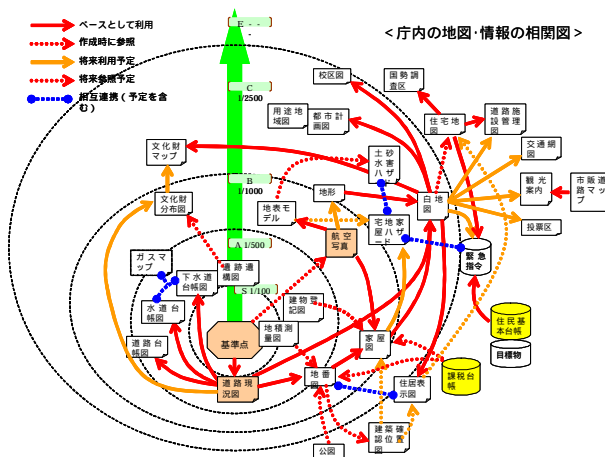 ＜庁内の地図･情報の相関図＞
ベースとして利用
作成時に参照
将来利用予定
将来参照予定
相互連携（予定を含
む）
E - -
-
C
1/2500
B
1/1000
A 1/500
S 1/100
校区図
国勢調
査区
用途地
域図
都市計
画図
住宅地
図
道路施
設管理
図
交通網
図
文化財
マップ
土砂
水害
ハザード
観光
案内
市販道
路マッ
プ
文化財
分布図
地形
白地
図
地表モ
デル
宅地家
屋ハザ
ード
投票区
航空
写真
緊急
指令
ガスマ
ップ
下水道
台帳図
遺跡遺
構図
水道台
帳図
建物登
記図
住民基
本台帳
目標物
基準点
地積測
量図
家屋
図
道路台
帳図
地番
図
課税台
帳
道路現
況図
住居表
示図
建築確
認位置
図
公図